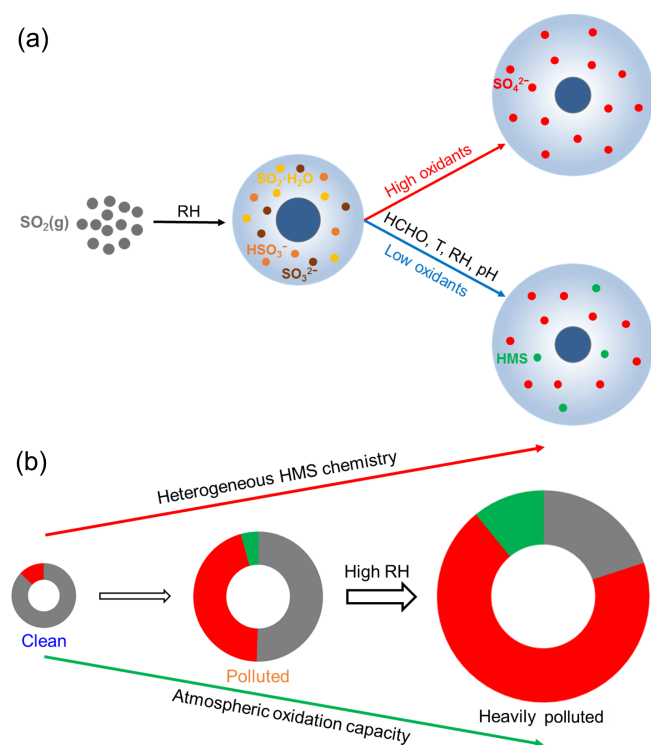 (a)
SO₂(g)
RH
SO₂·H₂O
HSO₃⁻
SO₃²⁻
High oxidants
HCHO, T, RH, pH
Low oxidants
SO₄²⁻
HMS
(b)
Heterogeneous HMS chemistry
Clean
Polluted
High RH
Heavily polluted
Atmospheric oxidation capacity